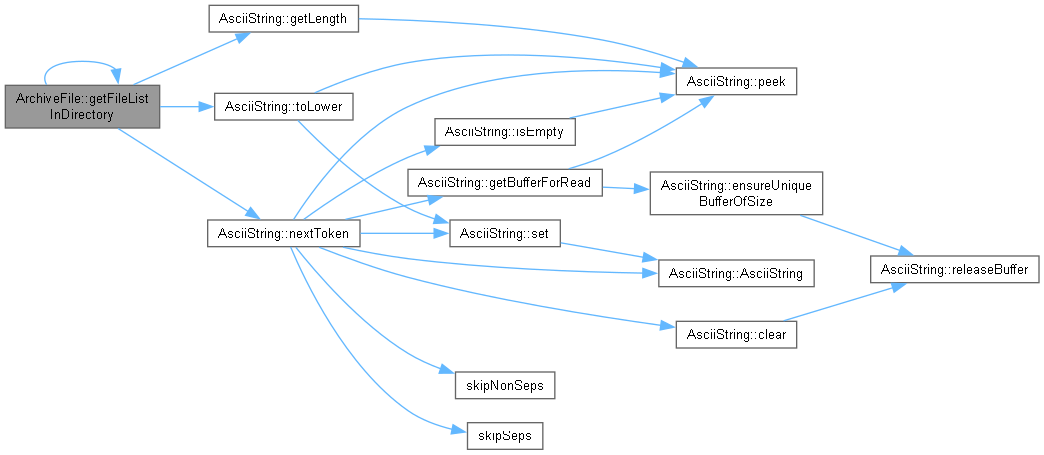 AsciiString::getLength
AsciiString::peek
ArchiveFile::getFileList
InDirectory
AsciiString::toLower
AsciiString::isEmpty
AsciiString::getBufferForRead
AsciiString::ensureUnique
BufferOfSize
AsciiString::nextToken
AsciiString::set
AsciiString::AsciiString
AsciiString::releaseBuffer
AsciiString::clear
skipNonSeps
skipSeps